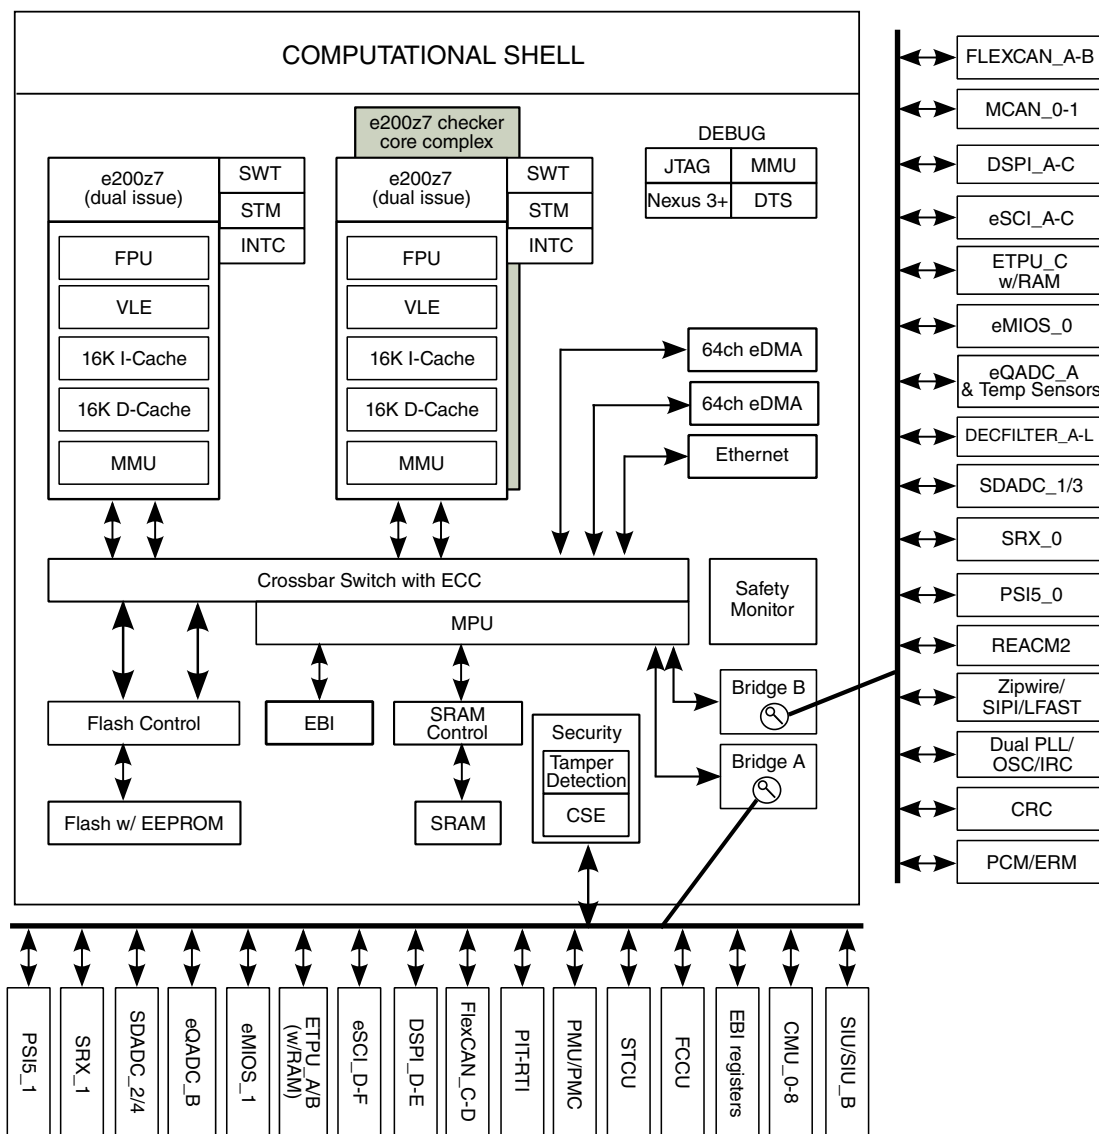 COMPUTATIONAL SHELL
e200z7 checker
core complex
e200z7
(dual issue)
SWT
STM
INTC
FPU
VLE
16K I-Cache
16K D-Cache
MMU
e200z7
(dual issue)
SWT
STM
INTC
FPU
VLE
16K I-Cache
16K D-Cache
MMU
DEBUG
JTAG
MMU
Nexus 3+
DTS
64ch eDMA
64ch eDMA
Ethernet
Crossbar Switch with ECC
MPU
Safety
Monitor
Flash Control
EBI
SRAM
Control
Security
Tamper
Detection
CSE
Bridge B
Bridge A
Flash w/ EEPROM
SRAM
FLEXCAN_A-B
MCAN_0-1
DSPI_A-C
eSCI_A-C
ETPU_C
w/RAM
eMIOS_0
eQADC_A
& Temp Sensors
DECFILTER_A-L
SDADC_1/3
SRX_0
PSI5_0
REACM2
Zipwire/
SIPI/LFAST
Dual PLL/
OSC/IRC
CRC
PCM/ERM
PSI5_1
SRX_1
SDADC_2/4
eQADC_B
eMIOS_1
ETPU_A/B
(w/RAM)
eSCI_D-F
DSPI_D-E
FlexCAN_C-D
PIT-RTI
PMU/PMC
STCU
FCCU
EBI registers
CMU_0-8
SIU/SIU_B